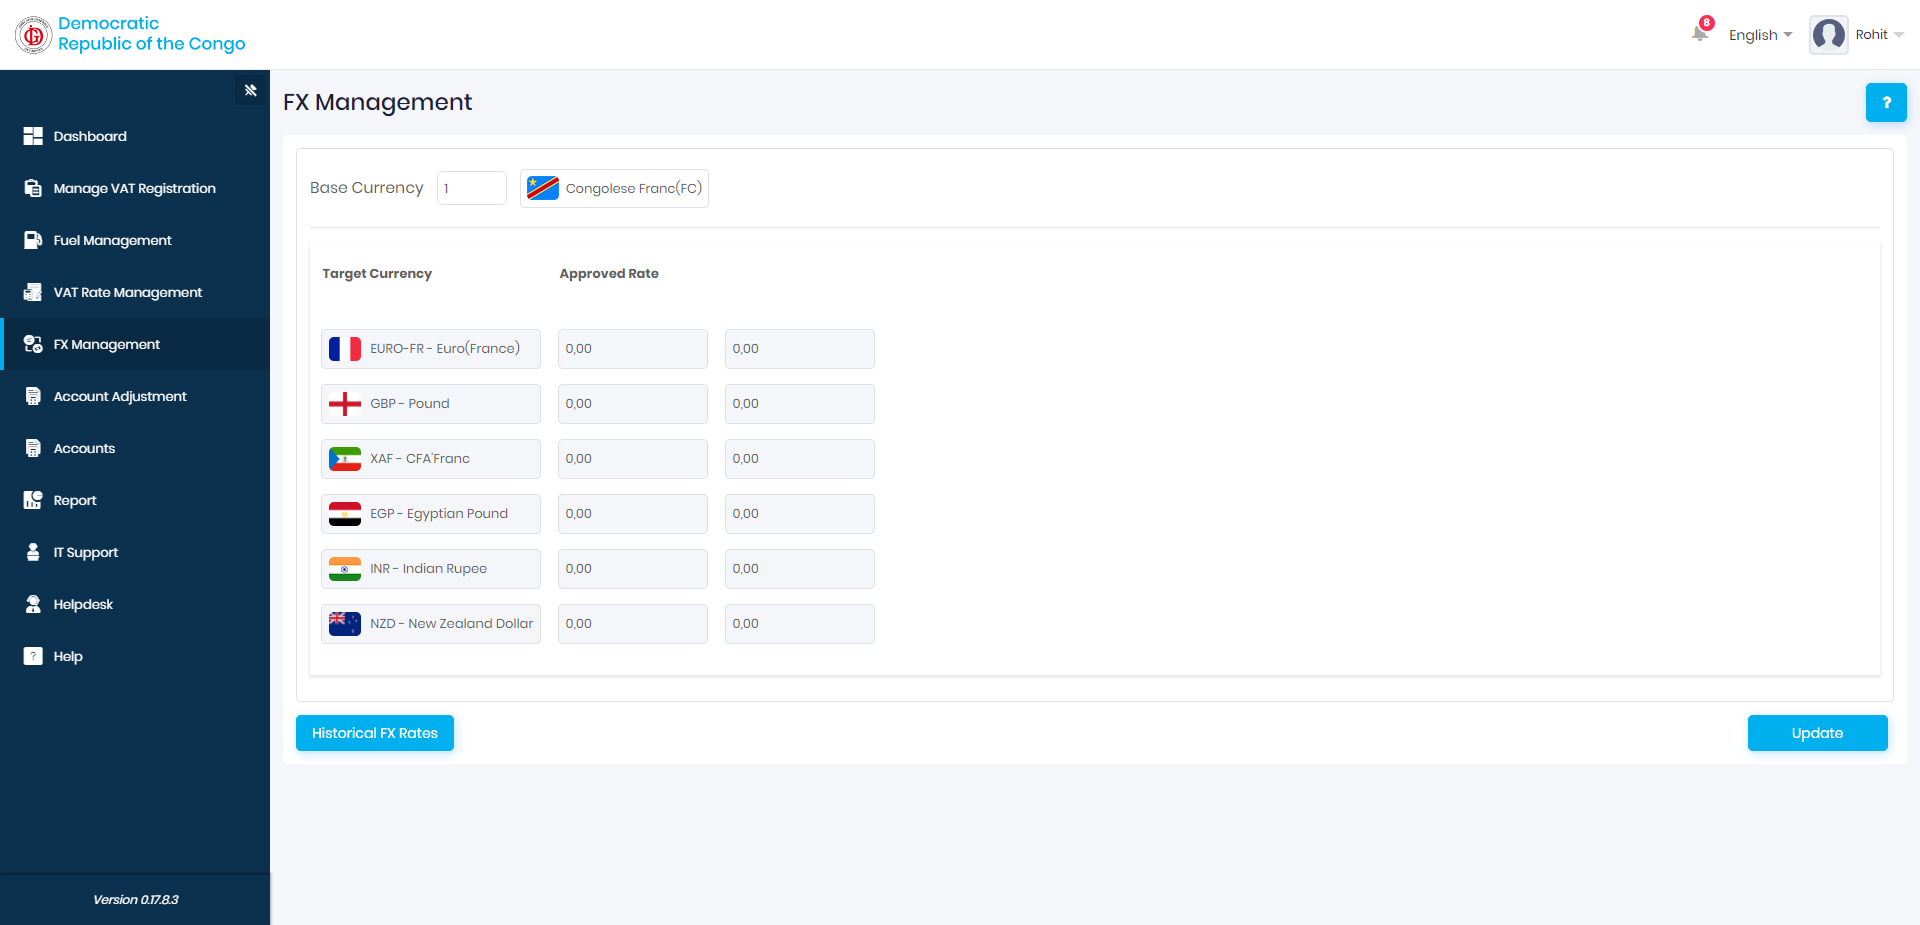 Democratic
Republic of the Congo
8
English
Rohit
Dashboard
Manage VAT Registration
Fuel Management
VAT Rate Management
FX Management
Account Adjustment
Accounts
Report
IT Support
Helpdesk
? Help
Version 0.17.8.3
FX Management
?
Base Currency 1 Congolese Franc(FC)
Target Currency Approved Rate
EURO-FR - Euro(France) 0,00 0,00
GBP - Pound 0,00 0,00
XAF - CFA'Franc 0,00 0,00
EGP - Egyptian Pound 0,00 0,00
INR - Indian Rupee 0,00 0,00
NZD - New Zealand Dollar 0,00 0,00
Historical FX Rates
Update